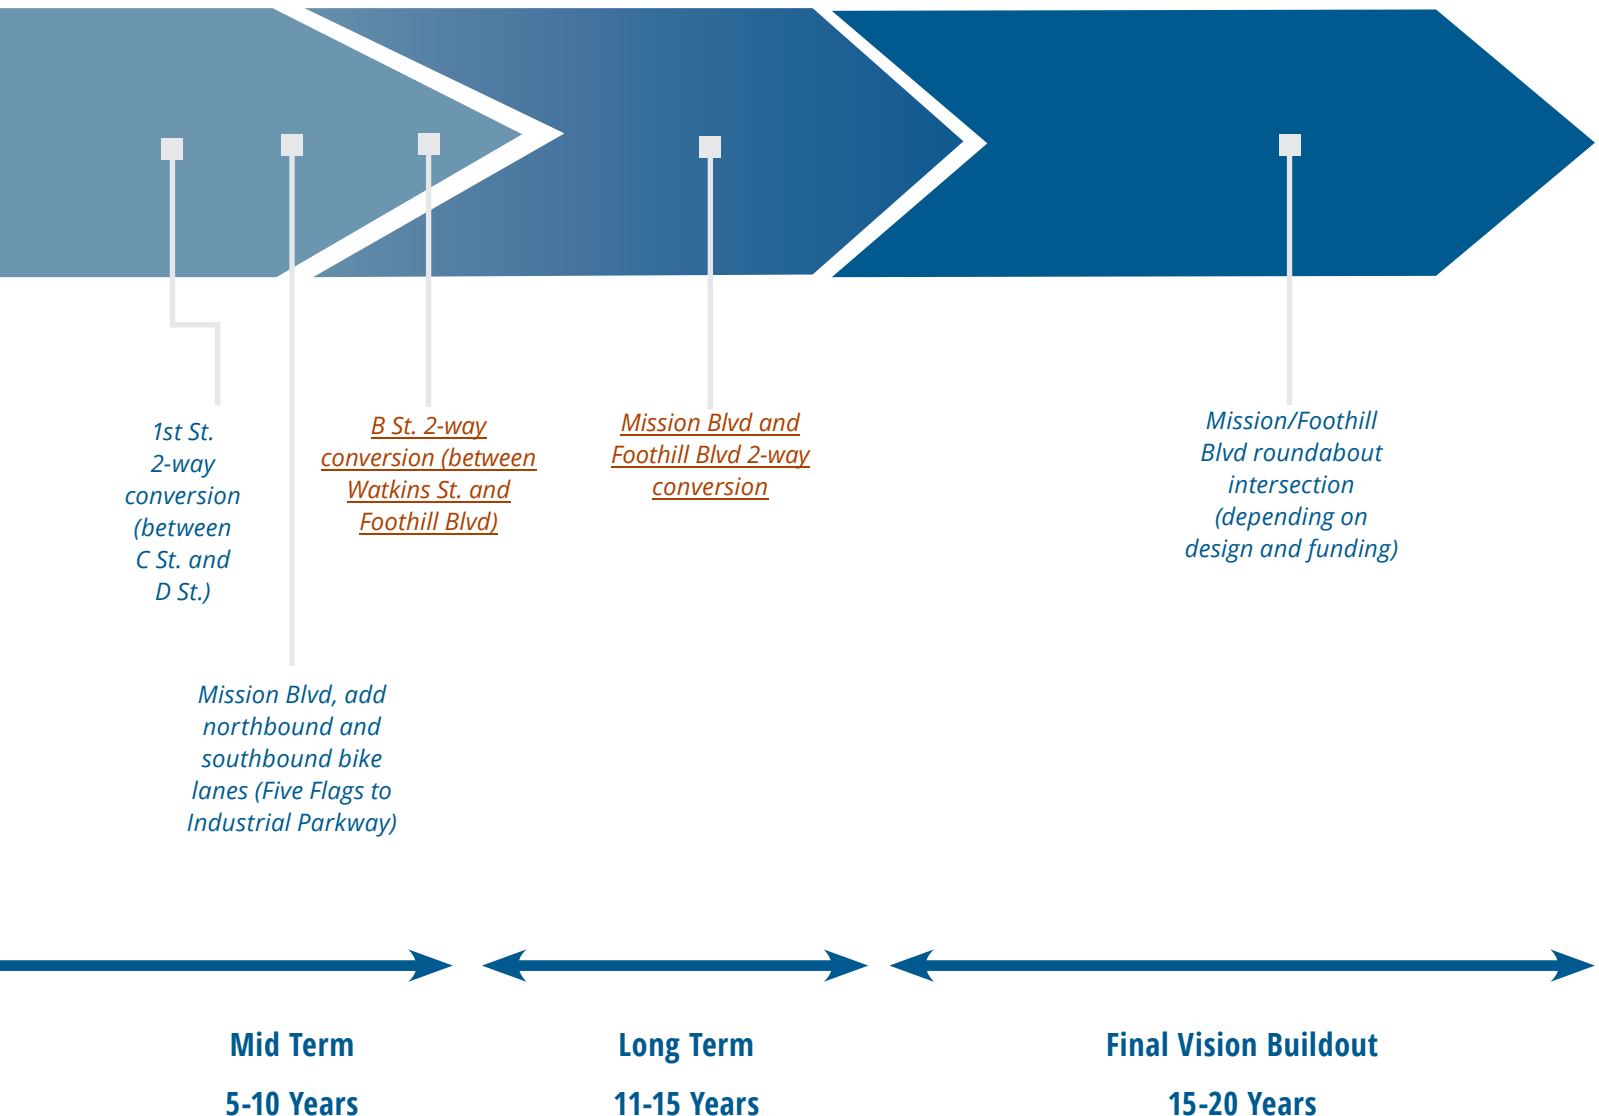 1st St.
2-way
conversion
(between
C St. and
D St.)
Mission Blvd, add
northbound and
southbound bike
lanes (Five Flags to
Industrial Parkway)
B St. 2-way
conversion (between
Watkins St. and
Foothill Blvd)
Mission Blvd and
Foothill Blvd 2-way
conversion
Mission/Foothill
Blvd roundabout
intersection
(depending on
design and funding)
Mid Term
5-10 Years
Long Term
11-15 Years
Final Vision Buildout
15-20 Years